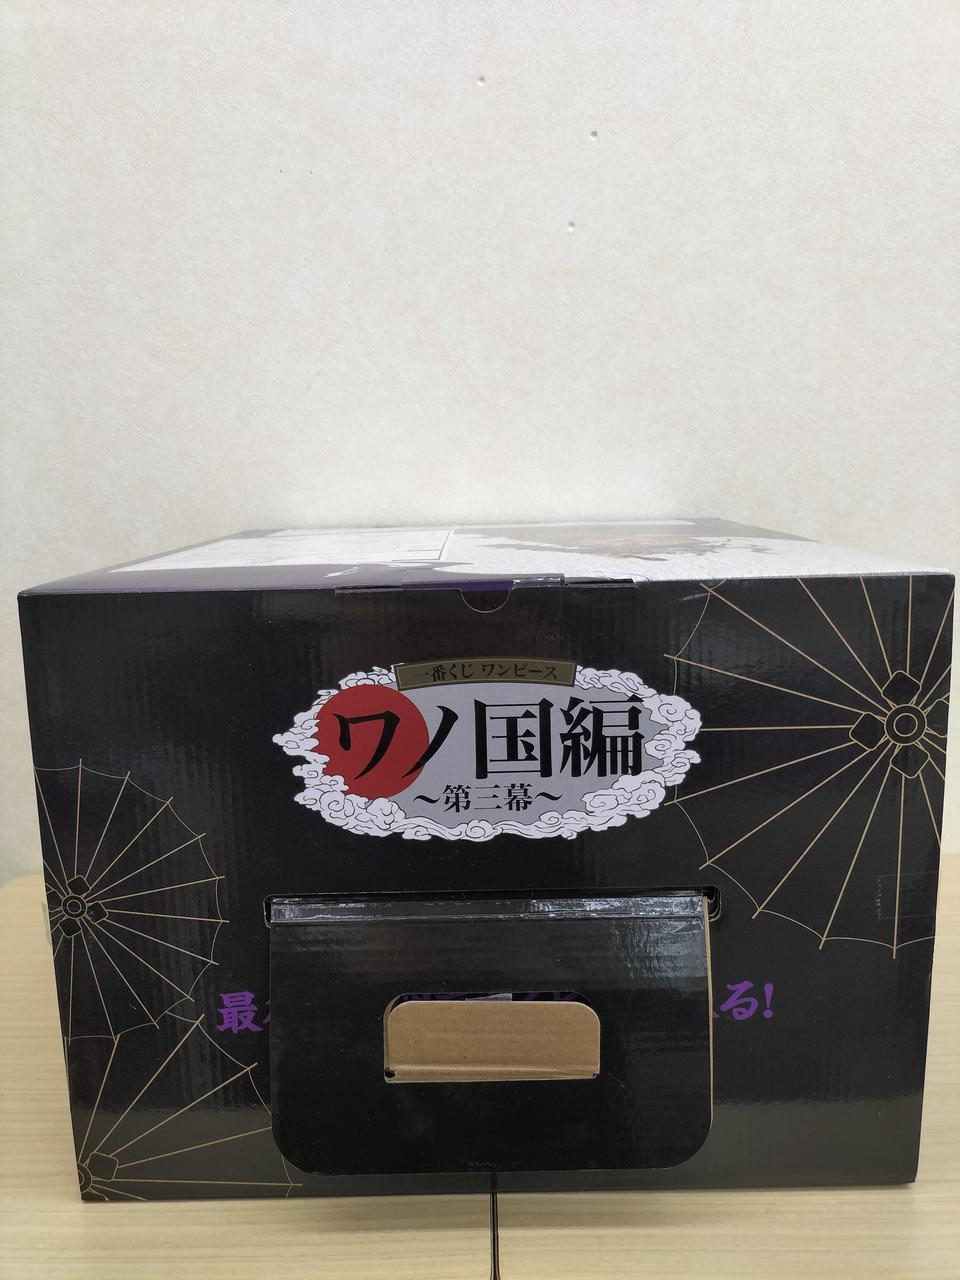 一番くじ ワンピース
ワノ国編
～第三幕～
最
る!